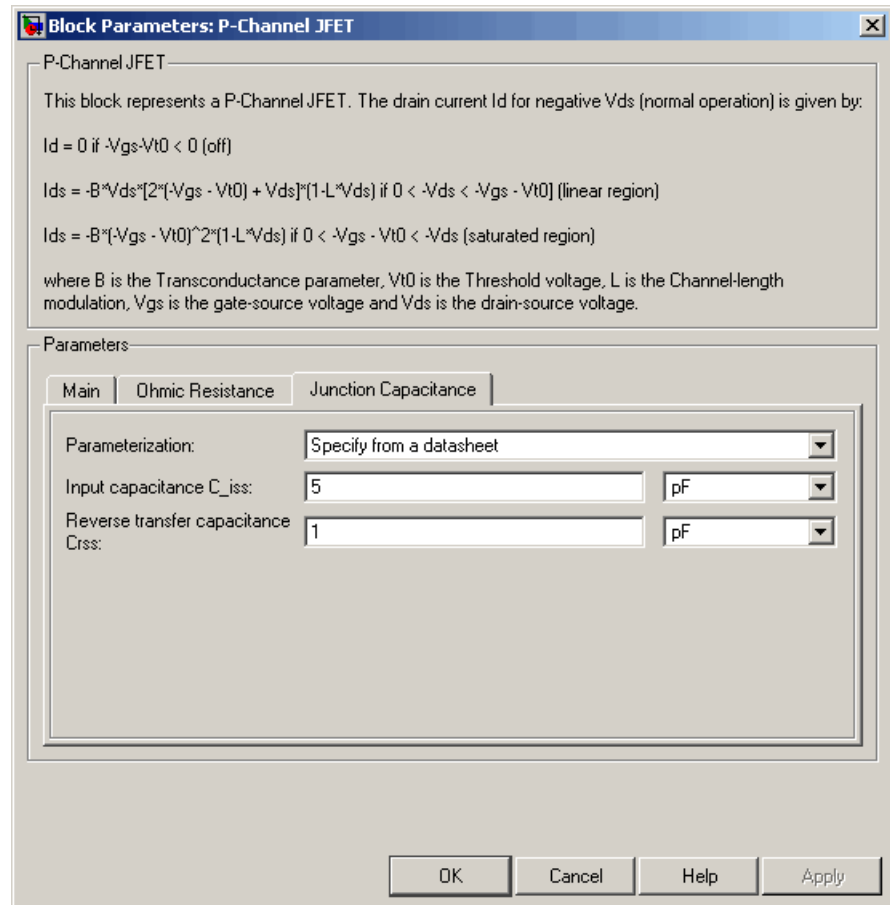 Block Parameters: P-Channel JFET
P-Channel JFET
This block represents a P-Channel JFET. The drain current Id for negative Vds (normal operation) is given by:
Id = 0 if -Vgs-Vt0 < 0 (off)
Ids = -B*Vds*[2*(-Vgs - Vt0) + Vds]*(1-L*Vds) if 0 < -Vds < -Vgs - Vt0] (linear region)
Ids = -B*(-Vgs - Vt0)^2*(1-L*Vds) if 0 < -Vgs - Vt0 < -Vds (saturated region)
where B is the Transconductance parameter, Vt0 is the Threshold voltage, L is the Channel-length
modulation, Vgs is the gate-source voltage and Vds is the drain-source voltage.
Parameters
Main Ohmic Resistance Junction Capacitance
Parameterization: Specify from a datasheet
Input capacitance C_iss: 5 pF
Reverse transfer capacitance
Crss: 1 pF
OK Cancel Help Apply